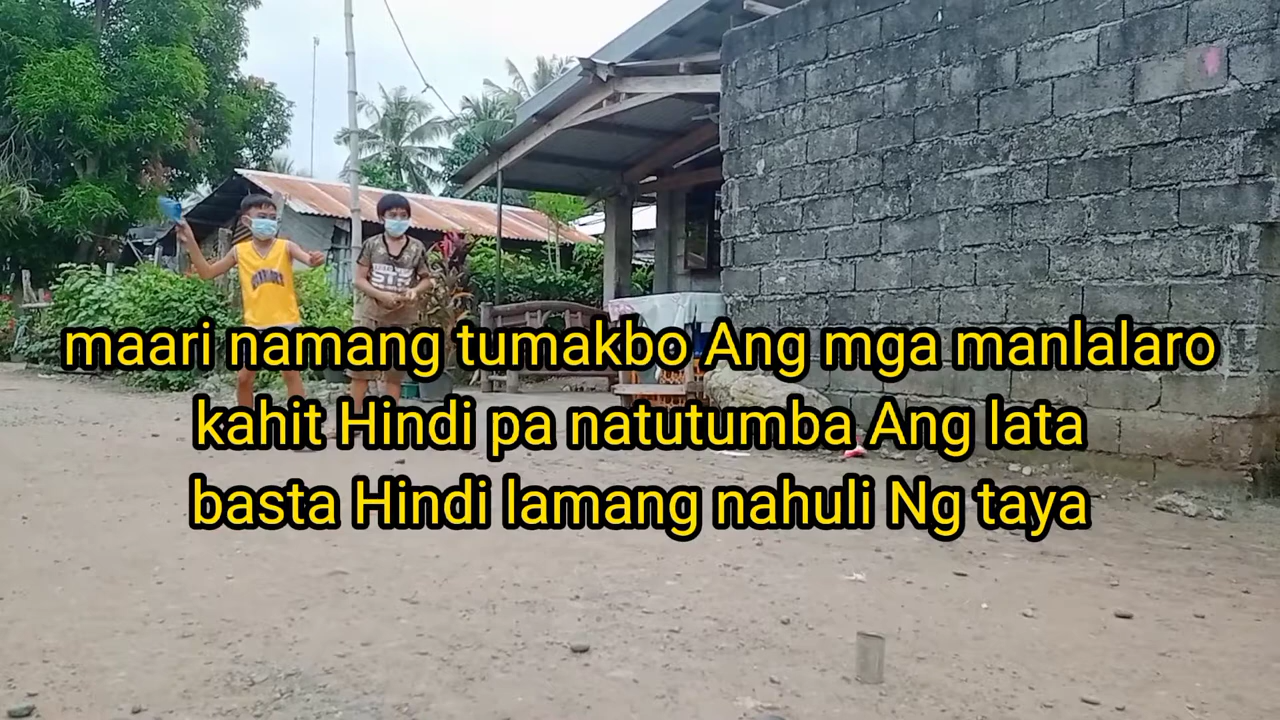 maari namang tumakbo Ang mga manlalaro
kahit Hindi pa natutumba Ang lata
basta Hindi lamang nahuli Ng taya